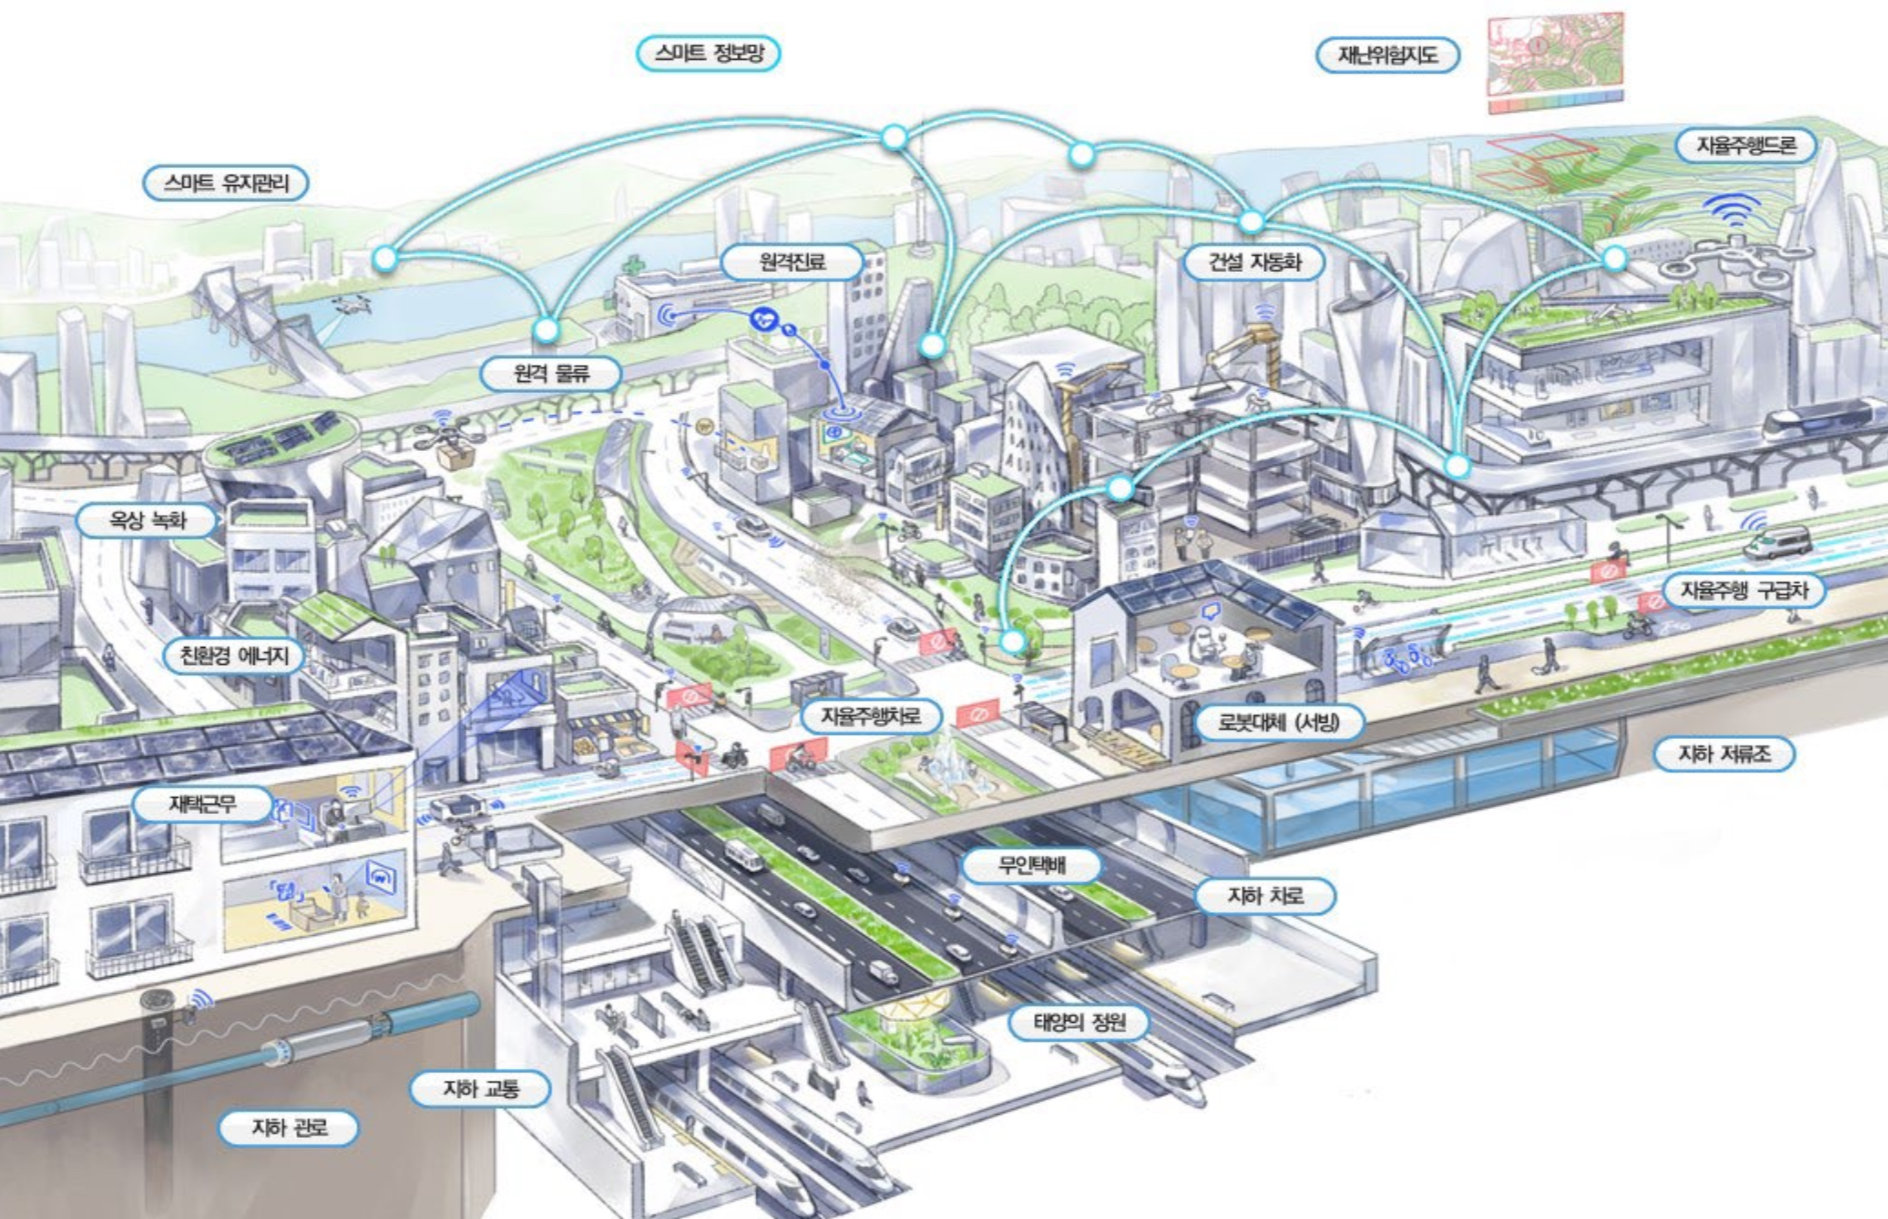 스마트 정보망
재난위험지도
자율주행드론
스마트 유지관리
원격진료
건설 자동화
원격 물류
옥상 녹화
자율주행 구급차
친환경 에너지
자율주행차로
로봇대체 (서빙)
지하 저류조
재택근무
무인택배
지하 차로
태양의 정원
지하 교통
지하 관로